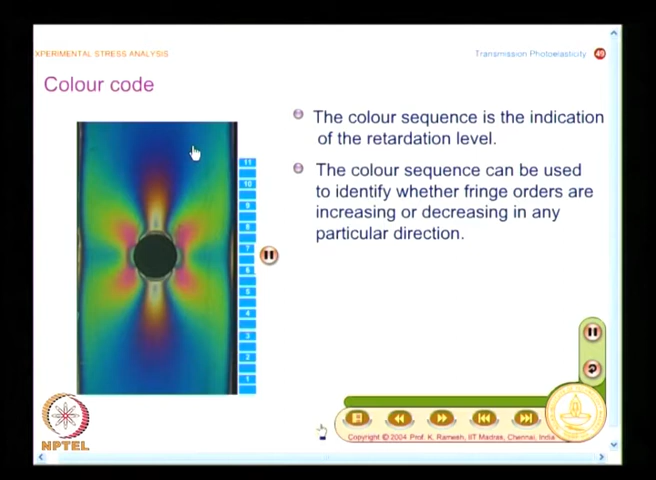 XPERIMENTAL STRESS ANALYSIS
Transmission Photoelasticity 49
Colour code
The colour sequence is the indication
of the retardation level.
The colour sequence can be used
to identify whether fringe orders are
increasing or decreasing in any
particular direction.
11
10
9
8
7
6
5
4
3
2
1
NPTEL
Copyright © 2004 Prof. K. Ramesh, IIT Madras, Chennai, India